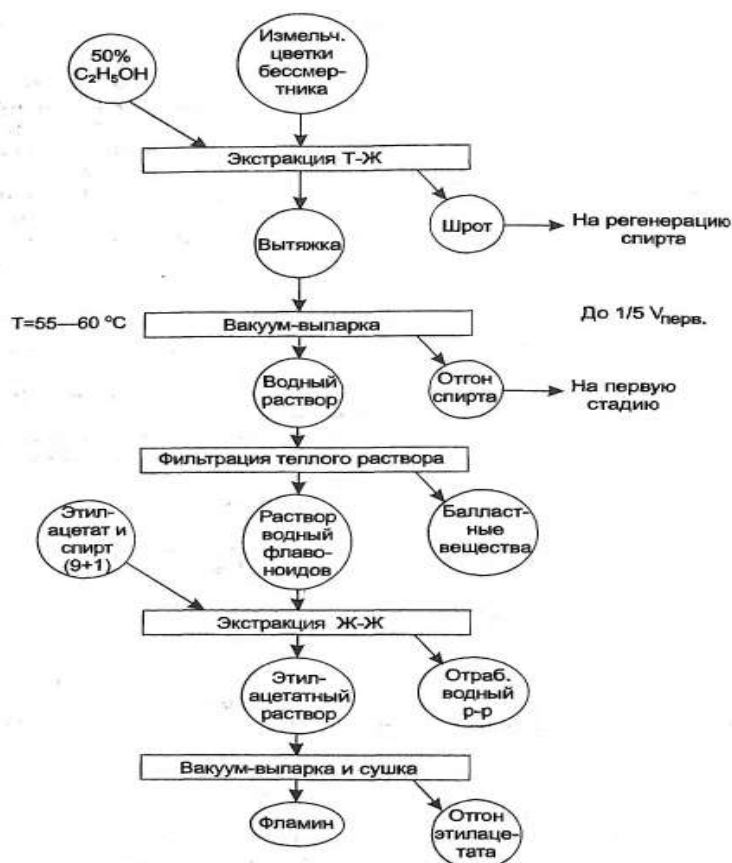 50%
C₂H₅OH
Измельч.
цветки
бессмер-
тника
Экстракция Т-Ж
Вытяжка
Шрот
На регенерацию
спирта
T=55—60 °C
Вакуум-выпарка
До 1/5 Vперв.
Водный
раствор
Отгон
спирта
На первую
стадию
Фильтрация теплого раствора
Этил-
ацетат и
спирт
(9+1)
Раствор
водный
флаво-
ноидов
Балласт-
ные
вещества
Экстракция Ж-Ж
Этил-
ацетатный
раствор
Отраб.
водный
р-р
Вакуум-выпарка и сушка
Фламин
Отгон
этилаце-
тата